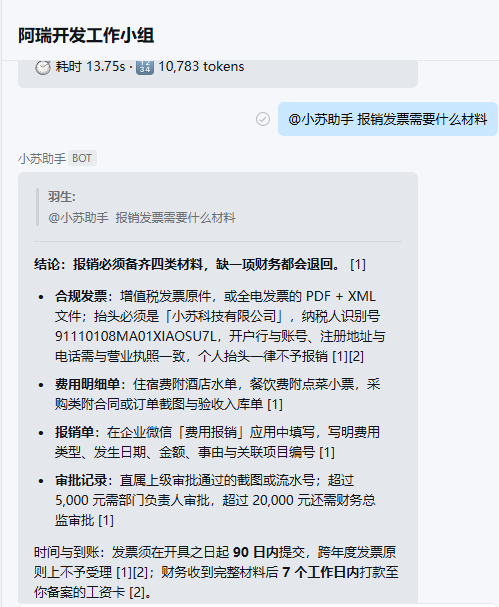 阿瑞开发工作小组
耗时 13.75s · 10,783 tokens
@小苏助手 报销发票需要什么材料
小苏助手 BOT
羽生:
@小苏助手 报销发票需要什么材料
结论：报销必须备齐四类材料，缺一项财务都会退回。 [1]
• 合规发票：增值税发票原件，或全电发票的 PDF + XML
文件；抬头必须是「小苏科技有限公司」，纳税人识别号
91110108MA01XIAOSU7L，开户行与账号、注册地址与
电话需与营业执照一致，个人抬头一律不予报销 [1][2]
• 费用明细单：住宿费附酒店水单，餐饮费附点菜小票，采
购类附合同或订单截图与验收入库单 [1]
• 报销单：在企业微信「费用报销」应用中填写，写明费用
类型、发生日期、金额、事由与关联项目编号 [1]
• 审批记录：直属上级审批通过的截图或流水号；超过
5,000 元需部门负责人审批，超过 20,000 元还需财务总
监审批 [1]
时间与到账：发票须在开具之日起 90 日内提交，跨年度发票原
则上不予受理 [1][2]；财务收到完整材料后 7 个工作日内打款至
你备案的工资卡 [2]。